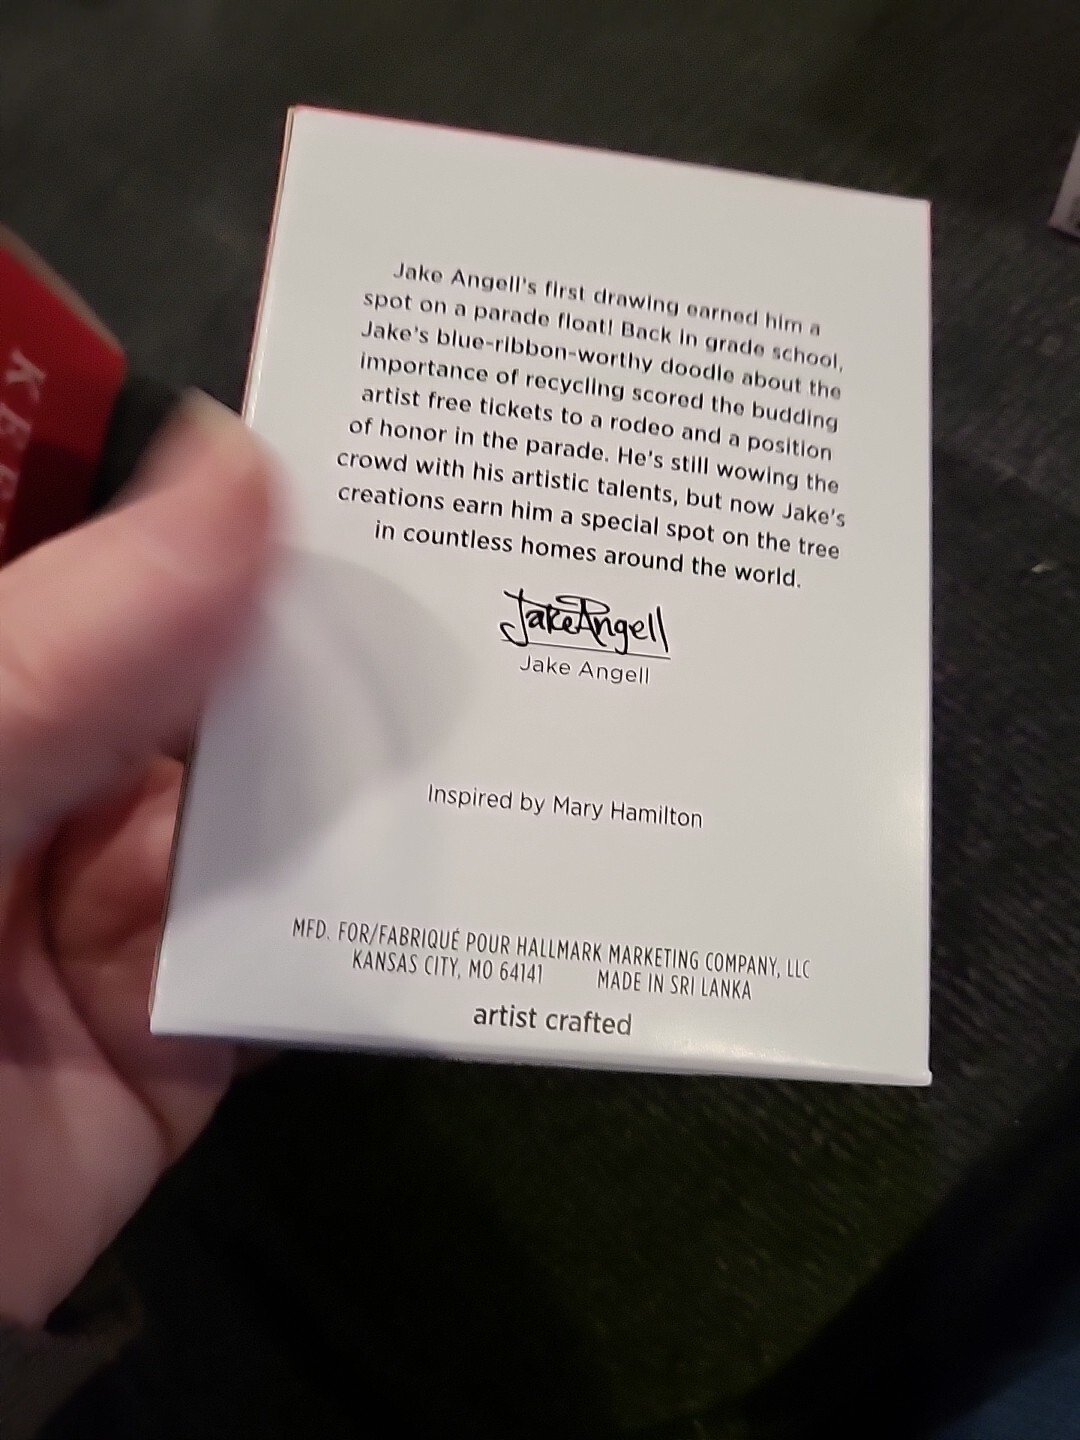 Jake Angell's first drawing earned him a
spot on a parade float! Back in grade school,
Jake's blue-ribbon-worthy doodle about the
importance of recycling scored the budding
artist free tickets to a rodeo and a position
of honor in the parade. He's still wowing the
crowd with his artistic talents, but now Jake's
creations earn him a special spot on the tree
in countless homes around the world.
Jake Angell
Jake Angell
Inspired by Mary Hamilton
MFD. FOR/FABRIQUÉ POUR HALLMARK MARKETING COMPANY, LLC
KANSAS CITY, MO 64141 MADE IN SRI LANKA
artist crafted